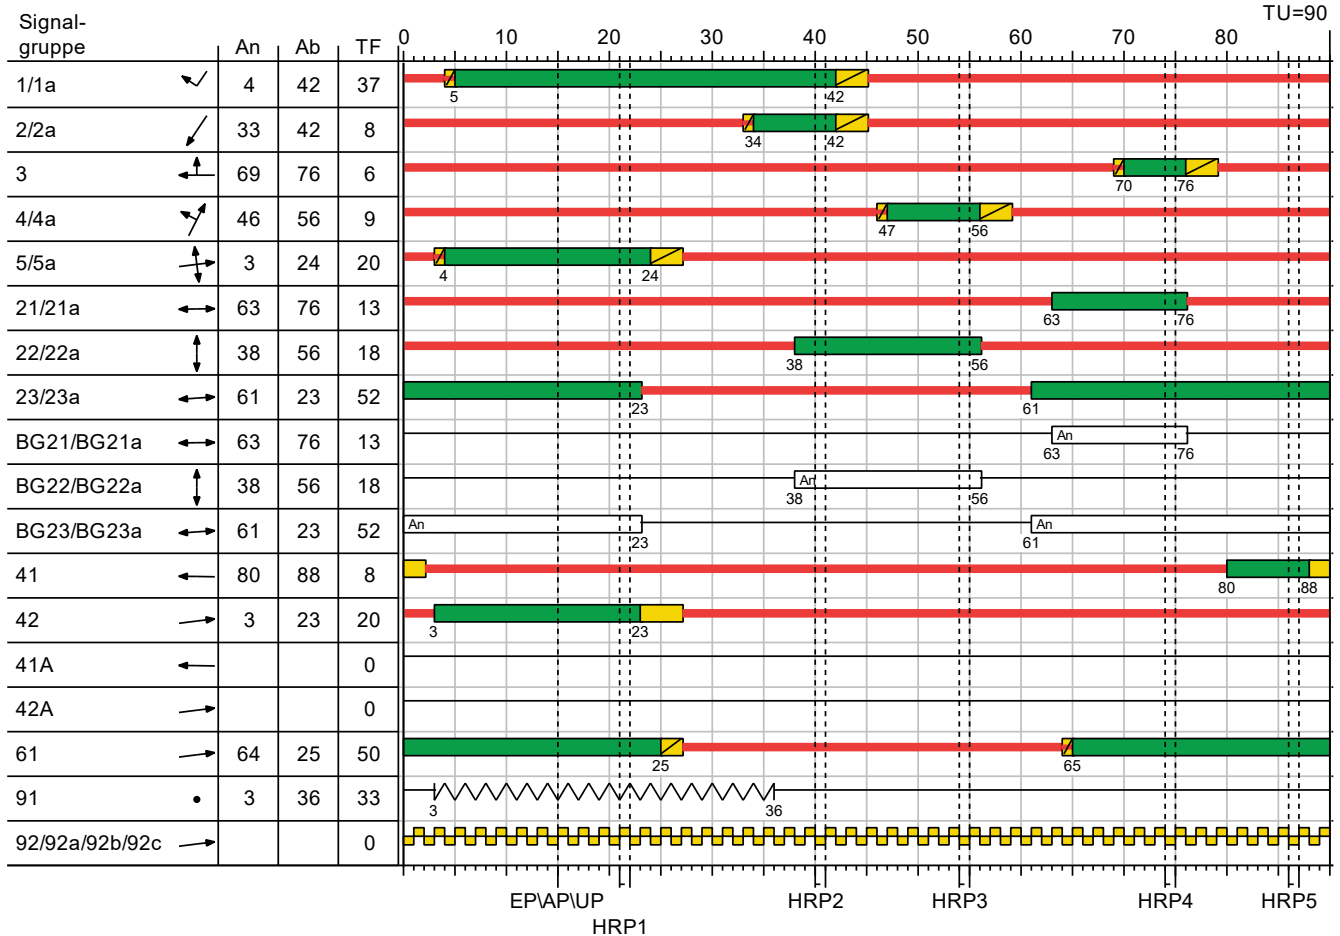 TU=90
Signal-
gruppe An Ab TF 0 10 20 30 40 50 60 70 80
1/1a 4 42 37
5 42
2/2a 33 42 8
34 42
3 69 76 6
70 76
4/4a 46 56 9
47 56
5/5a 3 24 20
4 24
21/21a 63 76 13
63 76
22/22a 38 56 18
38 56
23/23a 61 23 52
23 61
BG21/BG21a 63 76 13 An
63 76
BG22/BG22a 38 56 18 An
38 56
BG23/BG23a 61 23 52 An An
23 61
41 80 88 8
80 88
42 3 23 20
3 23
41A 0
42A 0
61 64 25 50
25 65
91 3 36 33
3 36
92/92a/92b/92c 0
EP\AP\UP HRP2 HRP3 HRP4 HRP5
HRP1